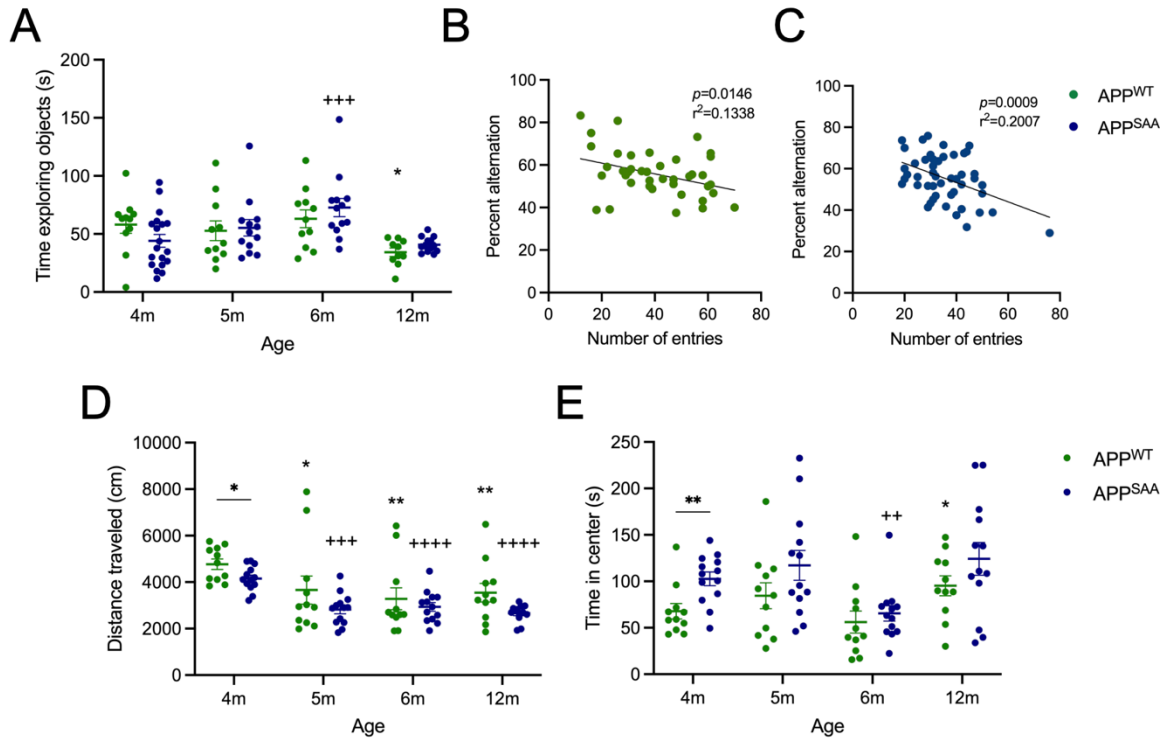 A
Time exploring objects (s)
200
150
100
50
0
+++
*
4m 5m 6m 12m
Age
B
Percent alternation
100
80
60
40
20
0
p=0.0146
r²=0.1338
0 20 40 60 80
Number of entries
C
Percent alternation
100
80
60
40
20
0
p=0.0009
r²=0.2007
0 20 40 60 80
Number of entries
APPWT
APPSAA
D
Distance traveled (cm)
10000
8000
6000
4000
2000
0
*
*
+++
**
++++
**
++++
4m 5m 6m 12m
Age
E
Time in center (s)
250
200
150
100
50
0
**
++
*
4m 5m 6m 12m
Age
APPWT
APPSAA